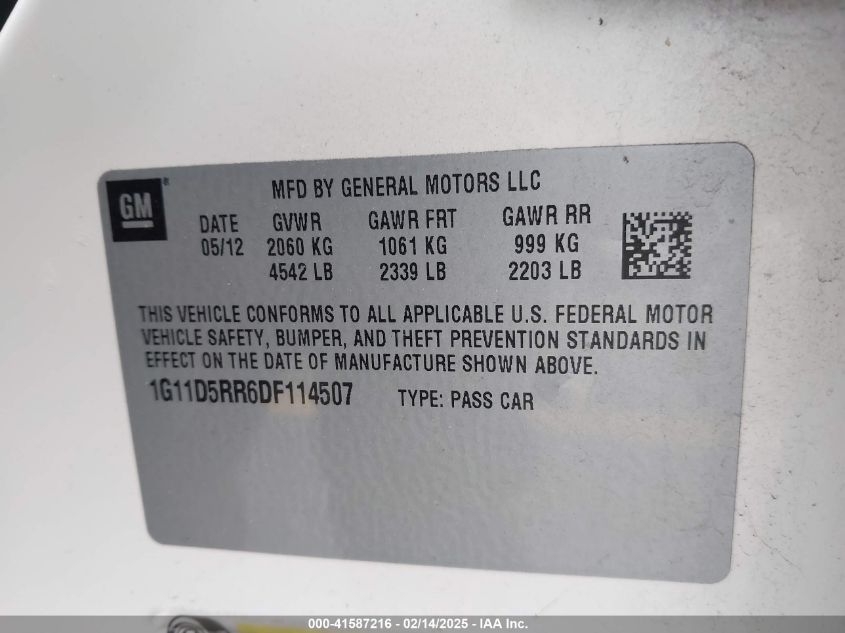 GM®
MFD BY GENERAL MOTORS LLC
DATE GVWR GAWR FRT GAWR RR
05/12 2060 KG 1061 KG 999 KG
4542 LB 2339 LB 2203 LB
THIS VEHICLE CONFORMS TO ALL APPLICABLE U.S. FEDERAL MOTOR
VEHICLE SAFETY, BUMPER, AND THEFT PREVENTION STANDARDS IN
EFFECT ON THE DATE OF MANUFACTURE SHOWN ABOVE.
1G11D5RR6DF114507 TYPE: PASS CAR
000-41587216 - 02/14/2025 - IAA Inc.